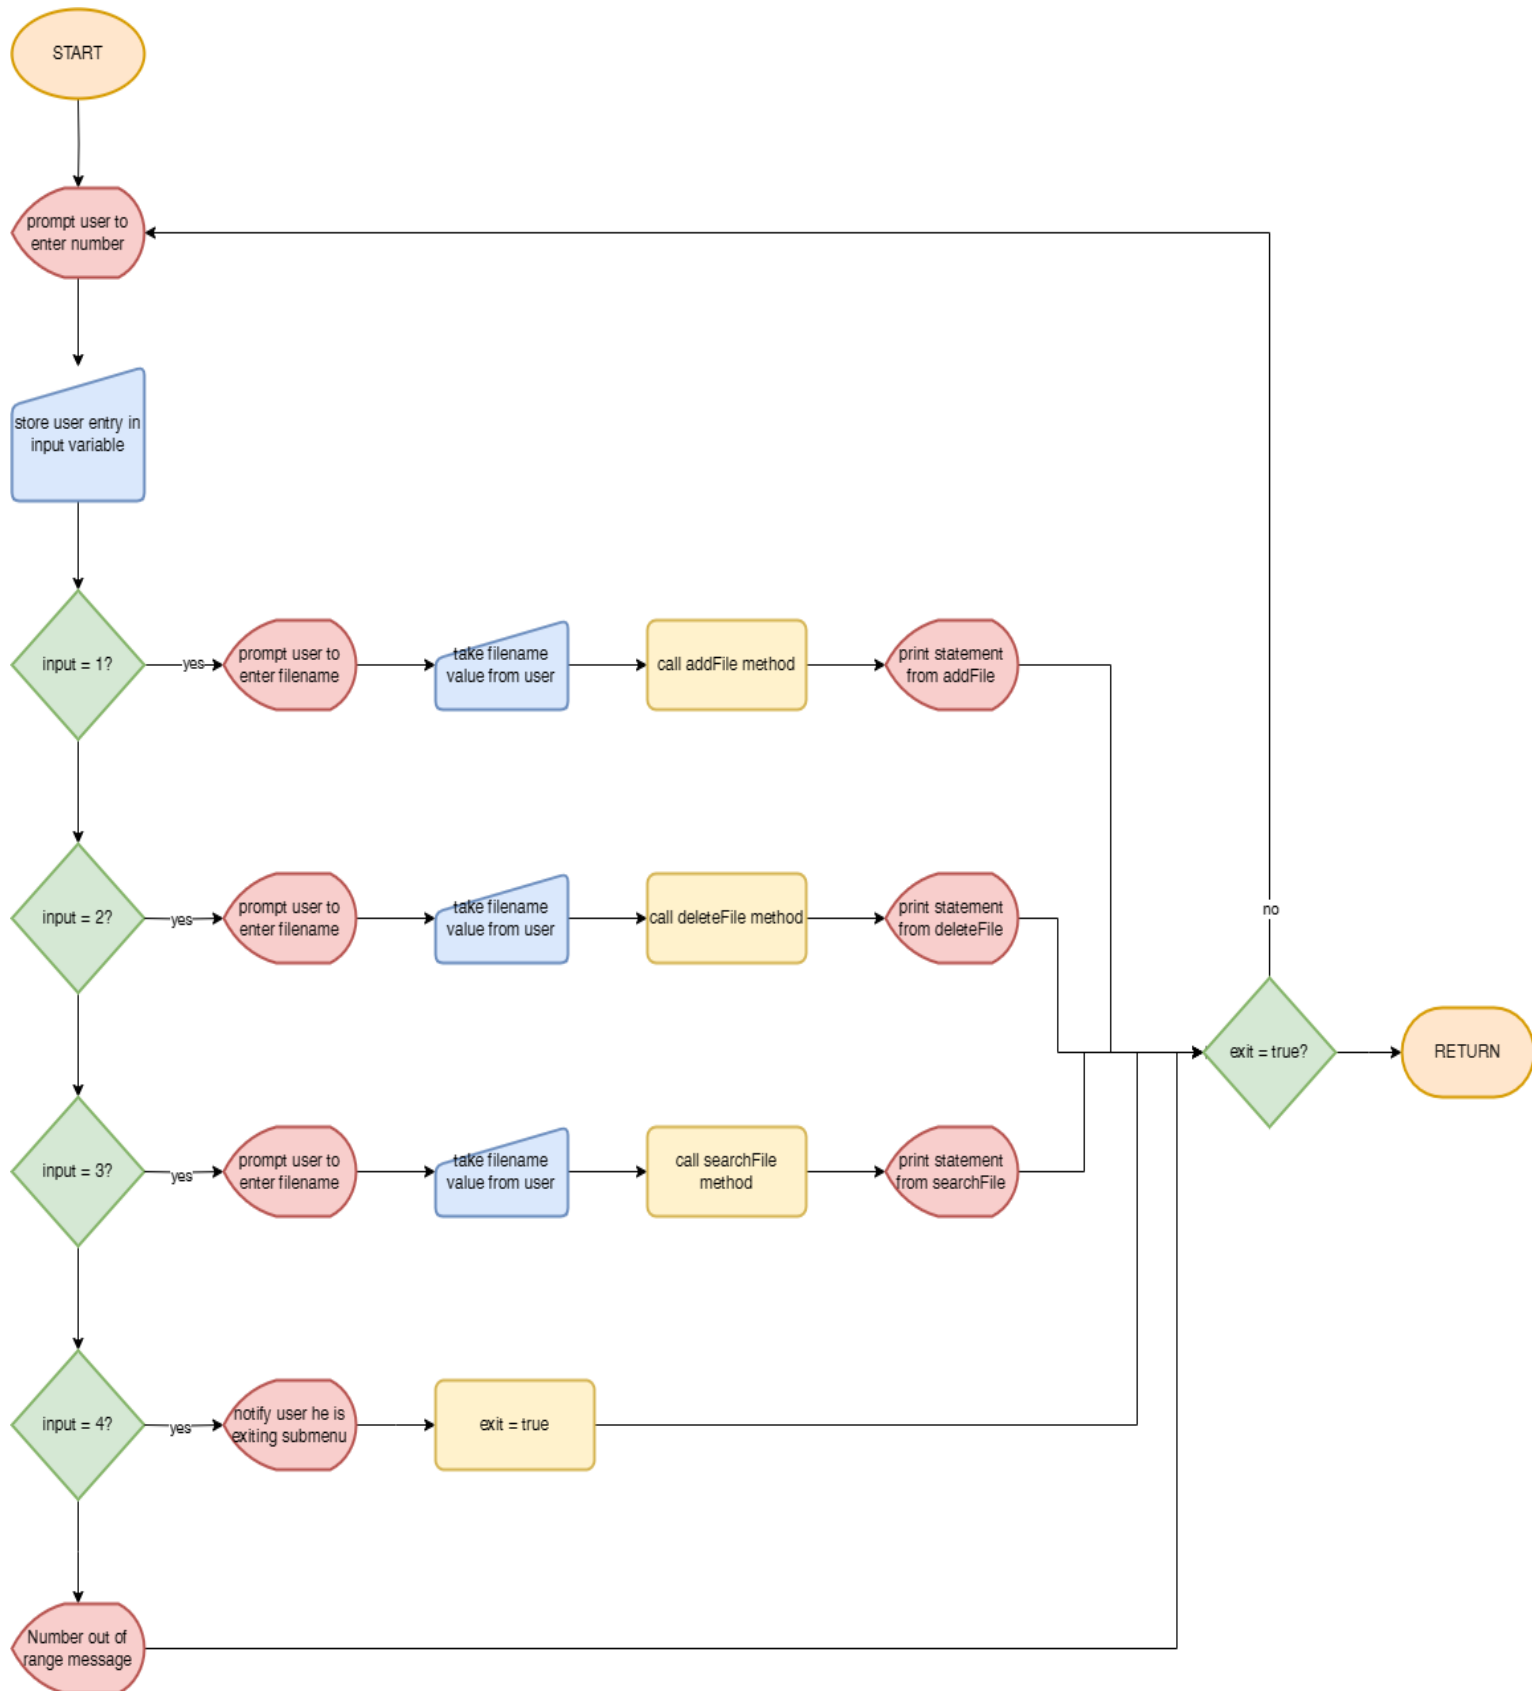 START
prompt user to
enter number
store user entry in
input variable
input = 1?
yes
prompt user to
enter filename
take filename
value from user
call addFile method
print statement
from addFile
input = 2?
yes
prompt user to
enter filename
take filename
value from user
call deleteFile method
print statement
from deleteFile
no
exit = true?
RETURN
input = 3?
yes
prompt user to
enter filename
take filename
value from user
call searchFile
method
print statement
from searchFile
input = 4?
yes
notify user he is
exiting submenu
exit = true
Number out of
range message